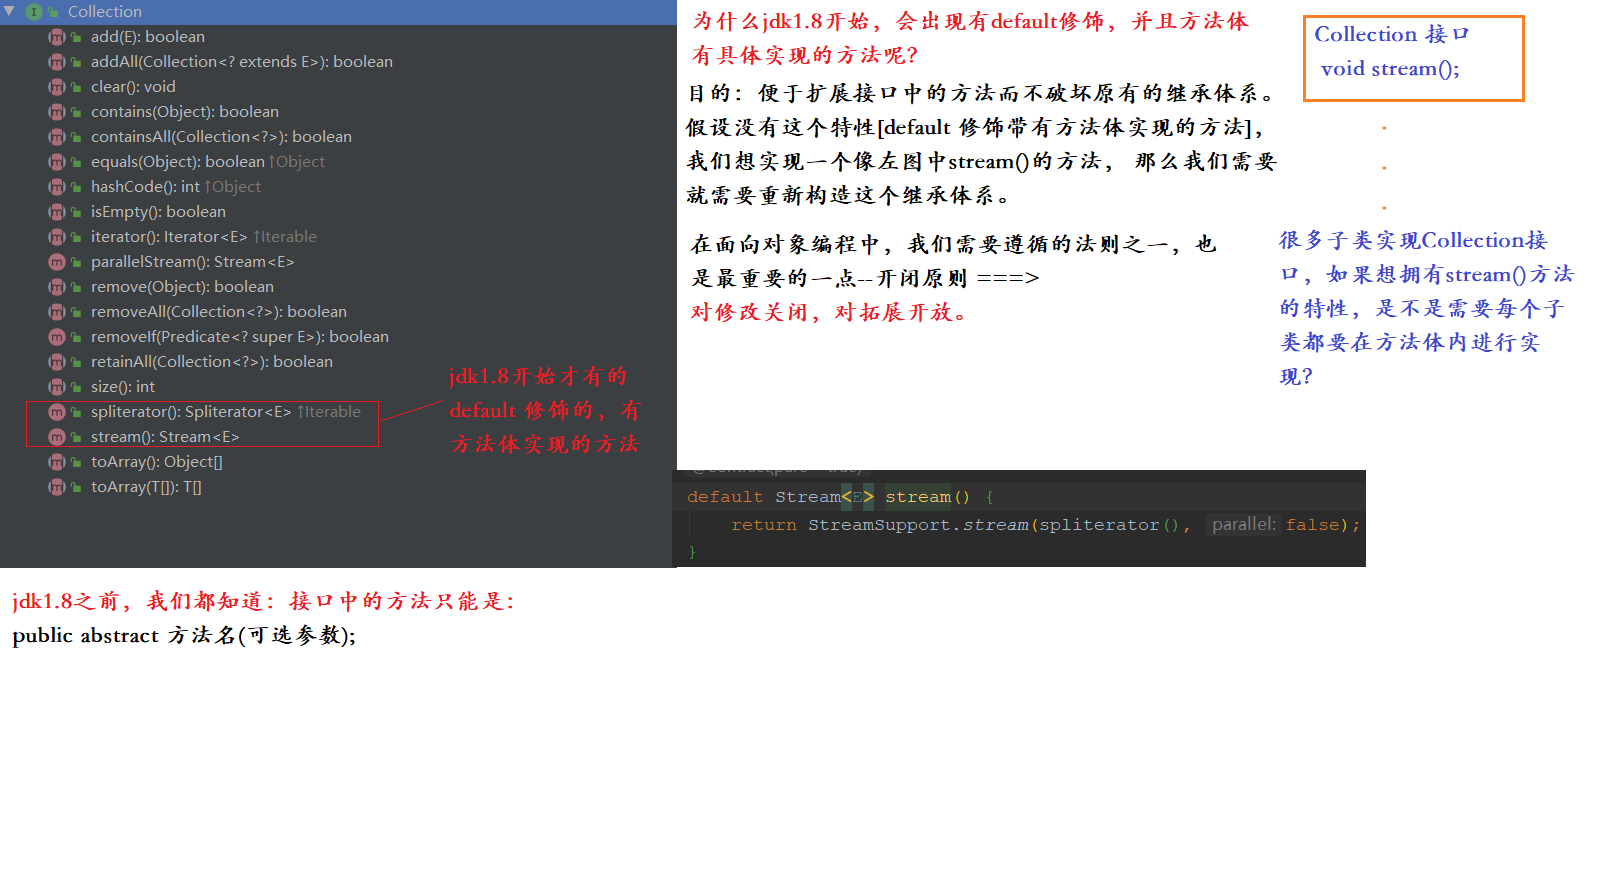 Collection
add(E): boolean
addAll(Collection<? extends E>): boolean
clear(): void
contains(Object): boolean
containsAll(Collection<?>): boolean
equals(Object): boolean ↑Object
hashCode(): int ↑Object
isEmpty(): boolean
iterator(): Iterator<E> ↑Iterable
parallelStream(): Stream<E>
remove(Object): boolean
removeAll(Collection<?>): boolean
removeIf(Predicate<? super E>): boolean
retainAll(Collection<?>): boolean
size(): int
spliterator(): Spliterator<E> ↑Iterable
stream(): Stream<E>
toArray(): Object[]
toArray(T[]): T[]
jdk1.8开始才有的
default 修饰的，有
方法体实现的方法
为什么jdk1.8开始，会出现有default修饰，并且方法体
有具体实现的方法呢？
目的：便于扩展接口中的方法而不破坏原有的继承体系。
假设没有这个特性[default 修饰带有方法体实现的方法]，
我们想实现一个像左图中stream()的方法， 那么我们需要
就需要重新构造这个继承体系。
在面向对象编程中，我们需要遵循的法则之一，也
是最重要的一点--开闭原则 ===>
对修改关闭，对拓展开放。
Collection 接口
void stream();
很多子类实现Collection接
口，如果想拥有stream()方法
的特性，是不是需要每个子
类都要在方法体内进行实
现？
default Stream<E> stream() {
return StreamSupport.stream(spliterator(), parallel: false);
}
jdk1.8之前，我们都知道：接口中的方法只能是：
public abstract 方法名(可选参数);